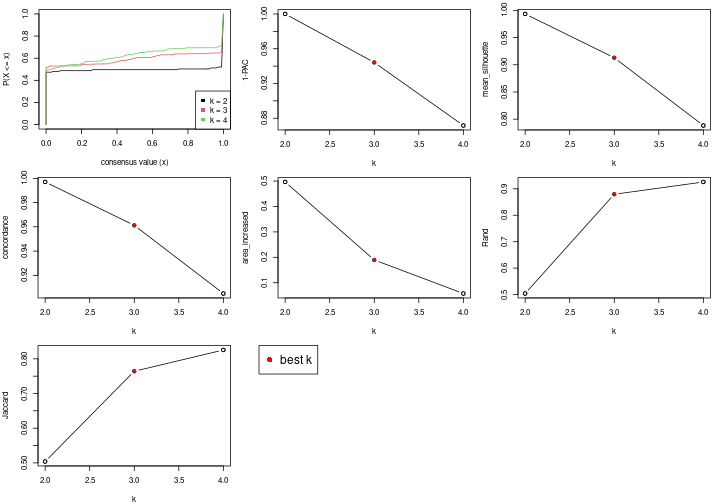 P(X <= x)
0.0 0.2 0.4 0.6 0.8 1.0
k = 2
k = 3
k = 4
0.0 0.2 0.4 0.6 0.8 1.0
consensus value (x)
1-PAC
0.88 0.92 0.96 1.00
2.0 2.5 3.0 3.5 4.0
k
mean_silhouette
0.80 0.85 0.90 0.95 1.00
2.0 2.5 3.0 3.5 4.0
k
concordance
0.92 0.94 0.96 0.98 1.00
2.0 2.5 3.0 3.5 4.0
k
area_increased
0.1 0.2 0.3 0.4 0.5
2.0 2.5 3.0 3.5 4.0
k
Rand
0.5 0.6 0.7 0.8 0.9
2.0 2.5 3.0 3.5 4.0
k
Jaccard
0.50 0.60 0.70 0.80
2.0 2.5 3.0 3.5 4.0
k
best k